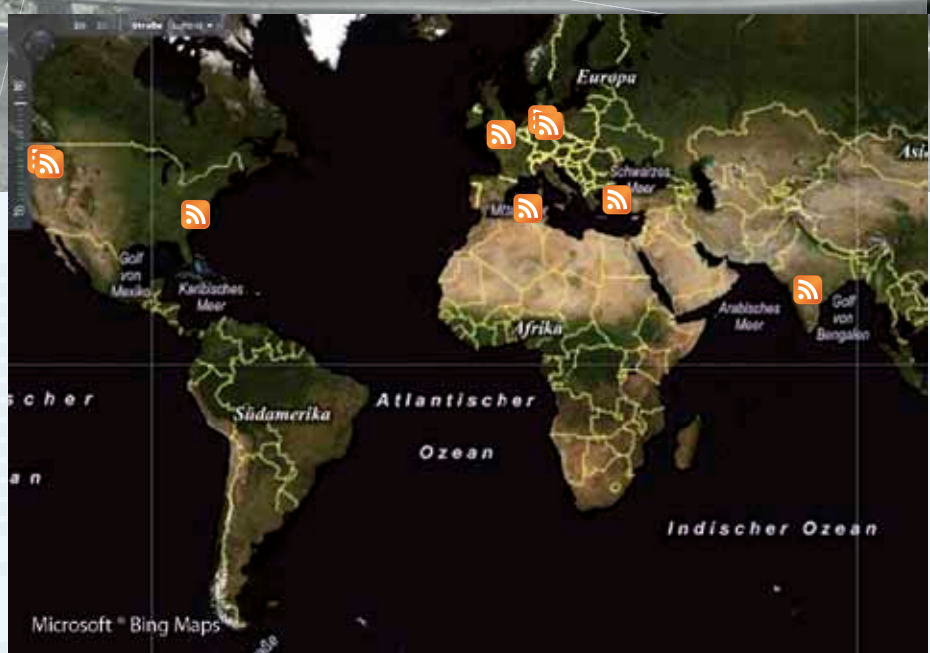 Straße
Europa
Asi
Schwarzes
Meer
Golf
von
Mexiko
Karibisches
Meer
Arabisches
Meer
Golf
von
Bengalen
Afrika
scher
Atlantischer
Südamerika
Ozean
an
Indischer Ozean
Microsoft® Bing Maps